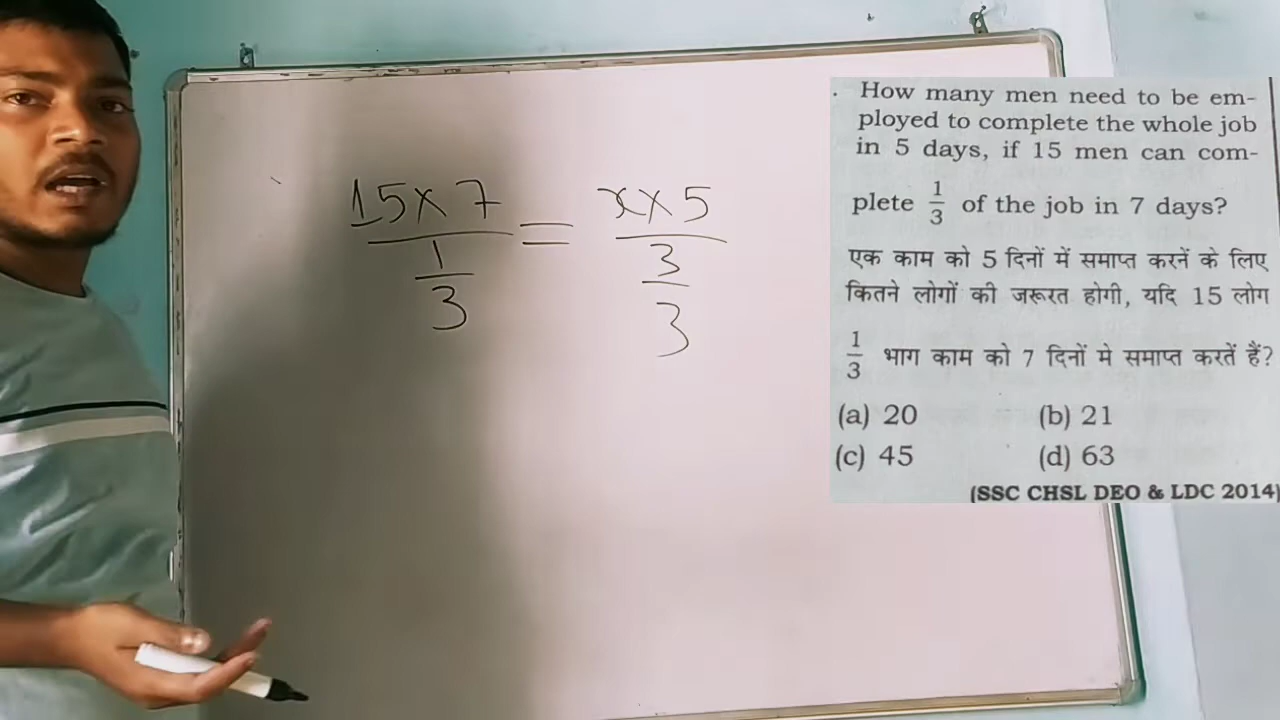 15 x 7 = x x 5
1 3
3 3
How many men need to be em-
ployed to complete the whole job
in 5 days, if 15 men can com-
plete 1/3 of the job in 7 days?
एक काम को 5 दिनों में समाप्त करनें के लिए
कितने लोगों की जरूरत होगी, यदि 15 लोग
1/3 भाग काम को 7 दिनों मे समाप्त करतें हैं?
(a) 20 (b) 21
(c) 45 (d) 63
(SSC CHSL DEO & LDC 2014)